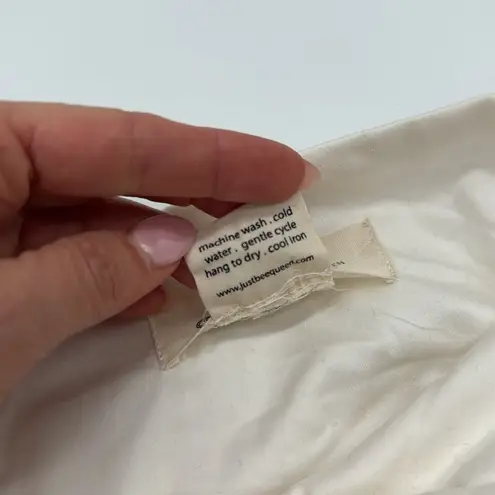 machine wash . cold
water . gentle cycle
hang to dry . cool iron
www.justbeequeen.com